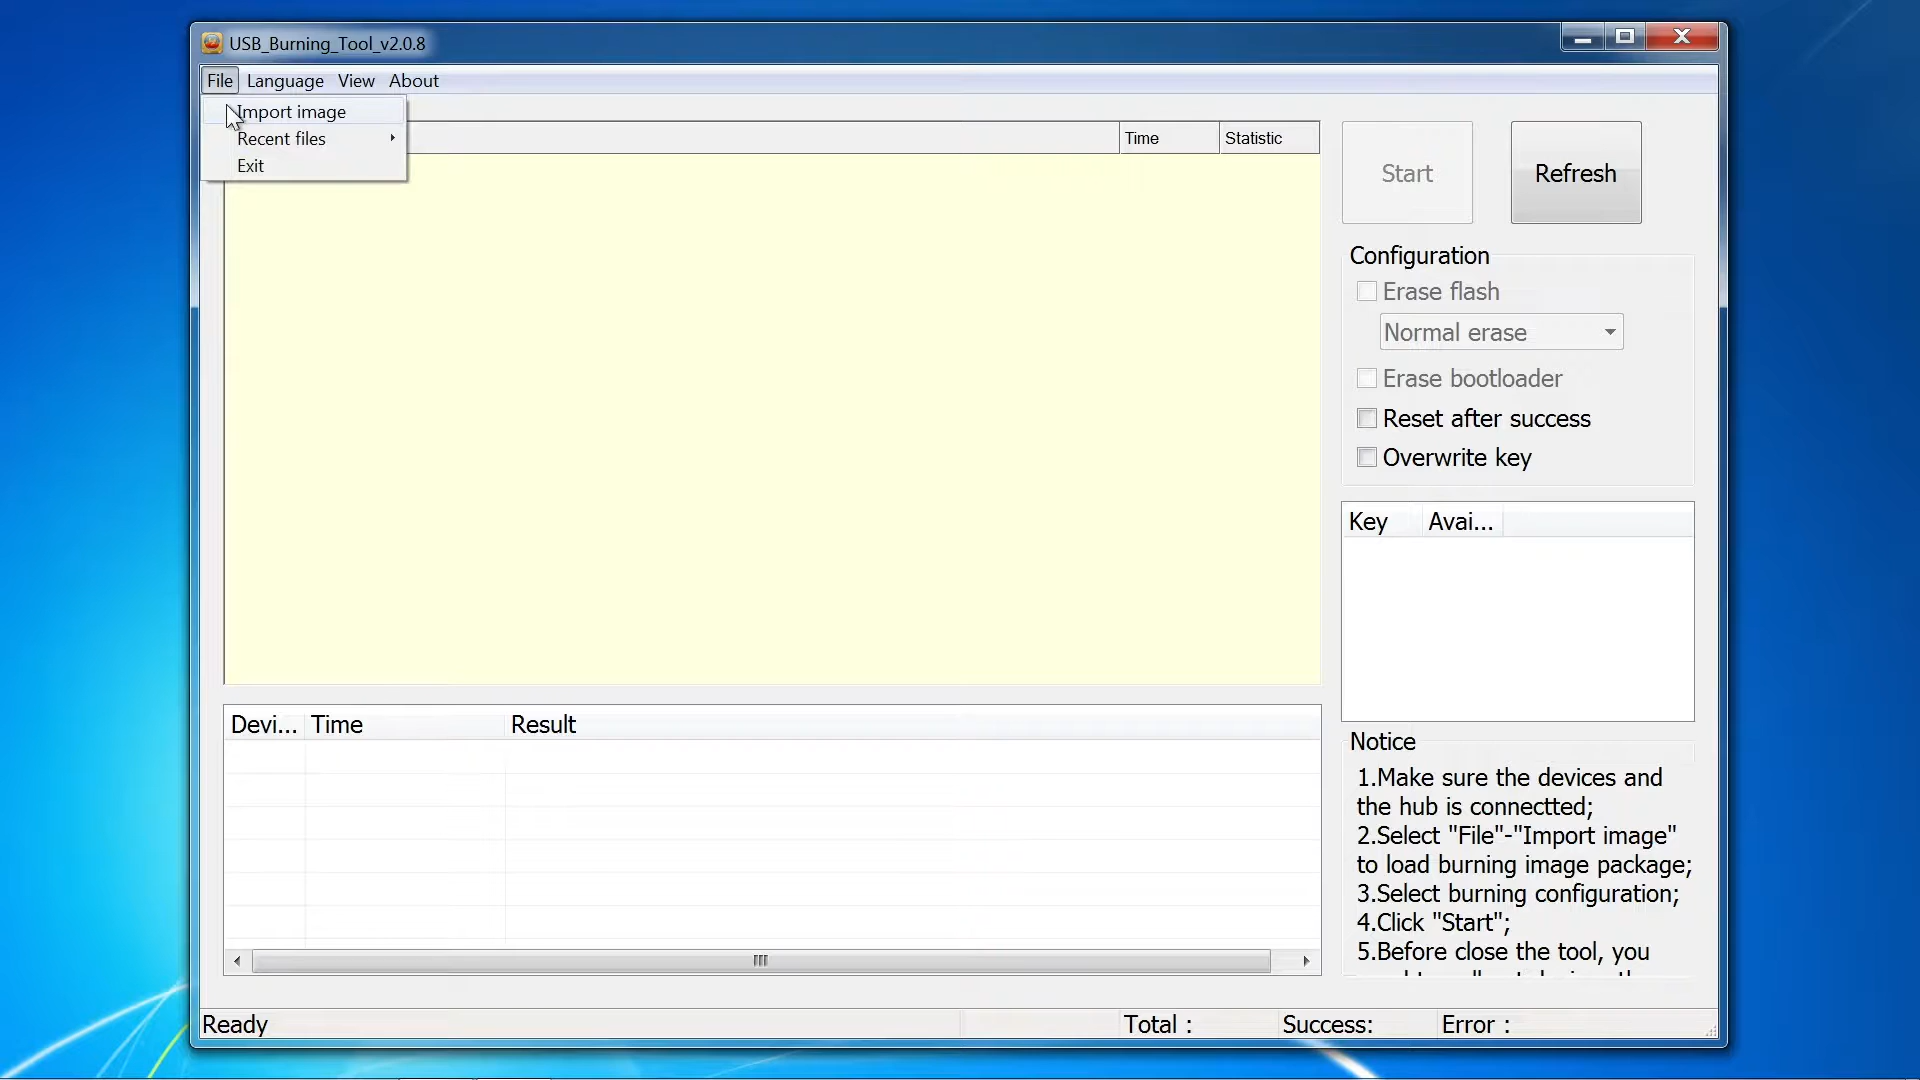 USB_Burning_Tool_v2.0.8
File Language View About
Import image
Recent files
Exit
Time Statistic
Start Refresh
Configuration
Erase flash
Normal erase
Erase bootloader
Reset after success
Overwrite key
Key Avai...
Devi... Time Result
Notice
1.Make sure the devices and
the hub is connectted;
2.Select "File"-"Import image"
to load burning image package;
3.Select burning configuration;
4.Click "Start";
5.Before close the tool, you
Ready Total : Success: Error :